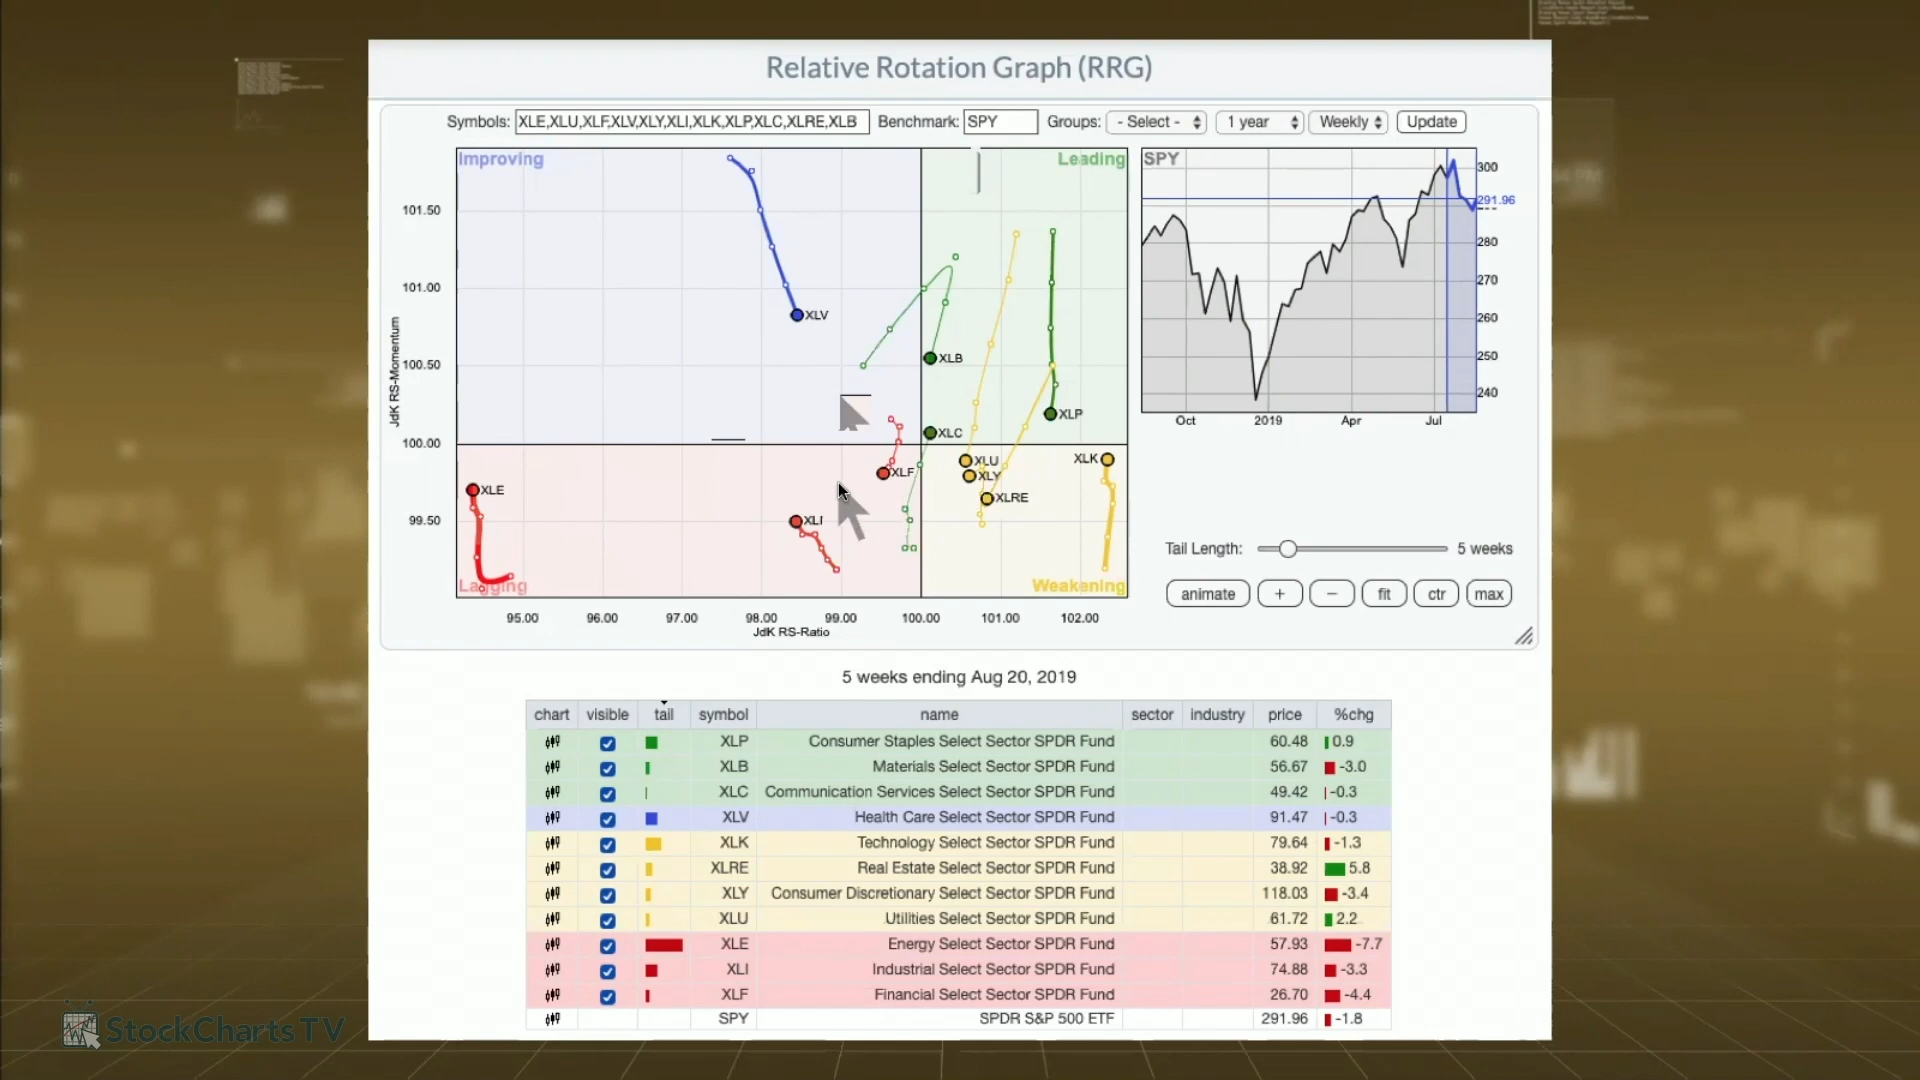 Relative Rotation Graph (RRG)
Symbols: XLE,XLU,XLF,XLV,XLY,XLI,XLK,XLP,XLC,XLRE,XLB Benchmark: SPY Groups: - Select - 1 year Weekly Update
Improving Leading
101.50
101.00
100.50
100.00
99.50
JdK RS-Momentum
XLV
XLB
XLP
XLC
XLU
XLK
XLF
XLY
XLE
XLRE
XLI
Lagging Weakening
95.00 96.00 97.00 98.00 99.00 100.00 101.00 102.00
JdK RS-Ratio
SPY
300
291.96
280
270
260
250
240
Oct 2019 Apr Jul
Tail Length: 5 weeks
animate + − fit ctr max
5 weeks ending Aug 20, 2019
chart visible tail symbol name sector industry price %chg
XLP Consumer Staples Select Sector SPDR Fund 60.48 0.9
XLB Materials Select Sector SPDR Fund 56.67 -3.0
XLC Communication Services Select Sector SPDR Fund 49.42 -0.3
XLV Health Care Select Sector SPDR Fund 91.47 -0.3
XLK Technology Select Sector SPDR Fund 79.64 -1.3
XLRE Real Estate Select Sector SPDR Fund 38.92 5.8
XLY Consumer Discretionary Select Sector SPDR Fund 118.03 -3.4
XLU Utilities Select Sector SPDR Fund 61.72 2.2
XLE Energy Select Sector SPDR Fund 57.93 -7.7
XLI Industrial Select Sector SPDR Fund 74.88 -3.3
XLF Financial Select Sector SPDR Fund 26.70 -4.4
SPY SPDR S&P 500 ETF 291.96 -1.8
StockCharts TV